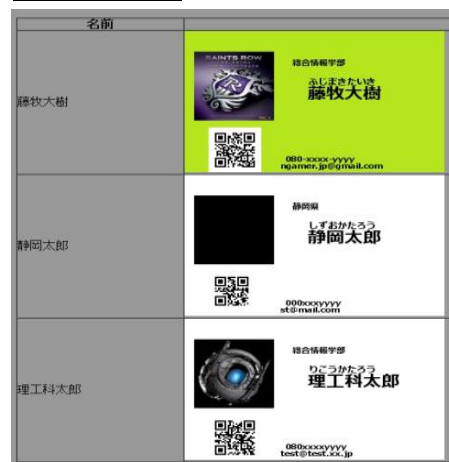 名前
藤牧大樹
SAINTS ROW
総合情報学部
ふじまきたいき
藤牧大樹
080-xxxx-yyyy
ngamer.jp@gmail.com
静岡太郎
静岡県
しずおかたろう
静岡太郎
000xxxyyyy
st@mail.com
理工科太郎
総合情報学部
りこうかたろう
理工科太郎
080xxxxyyyy
test@test.xx.jp